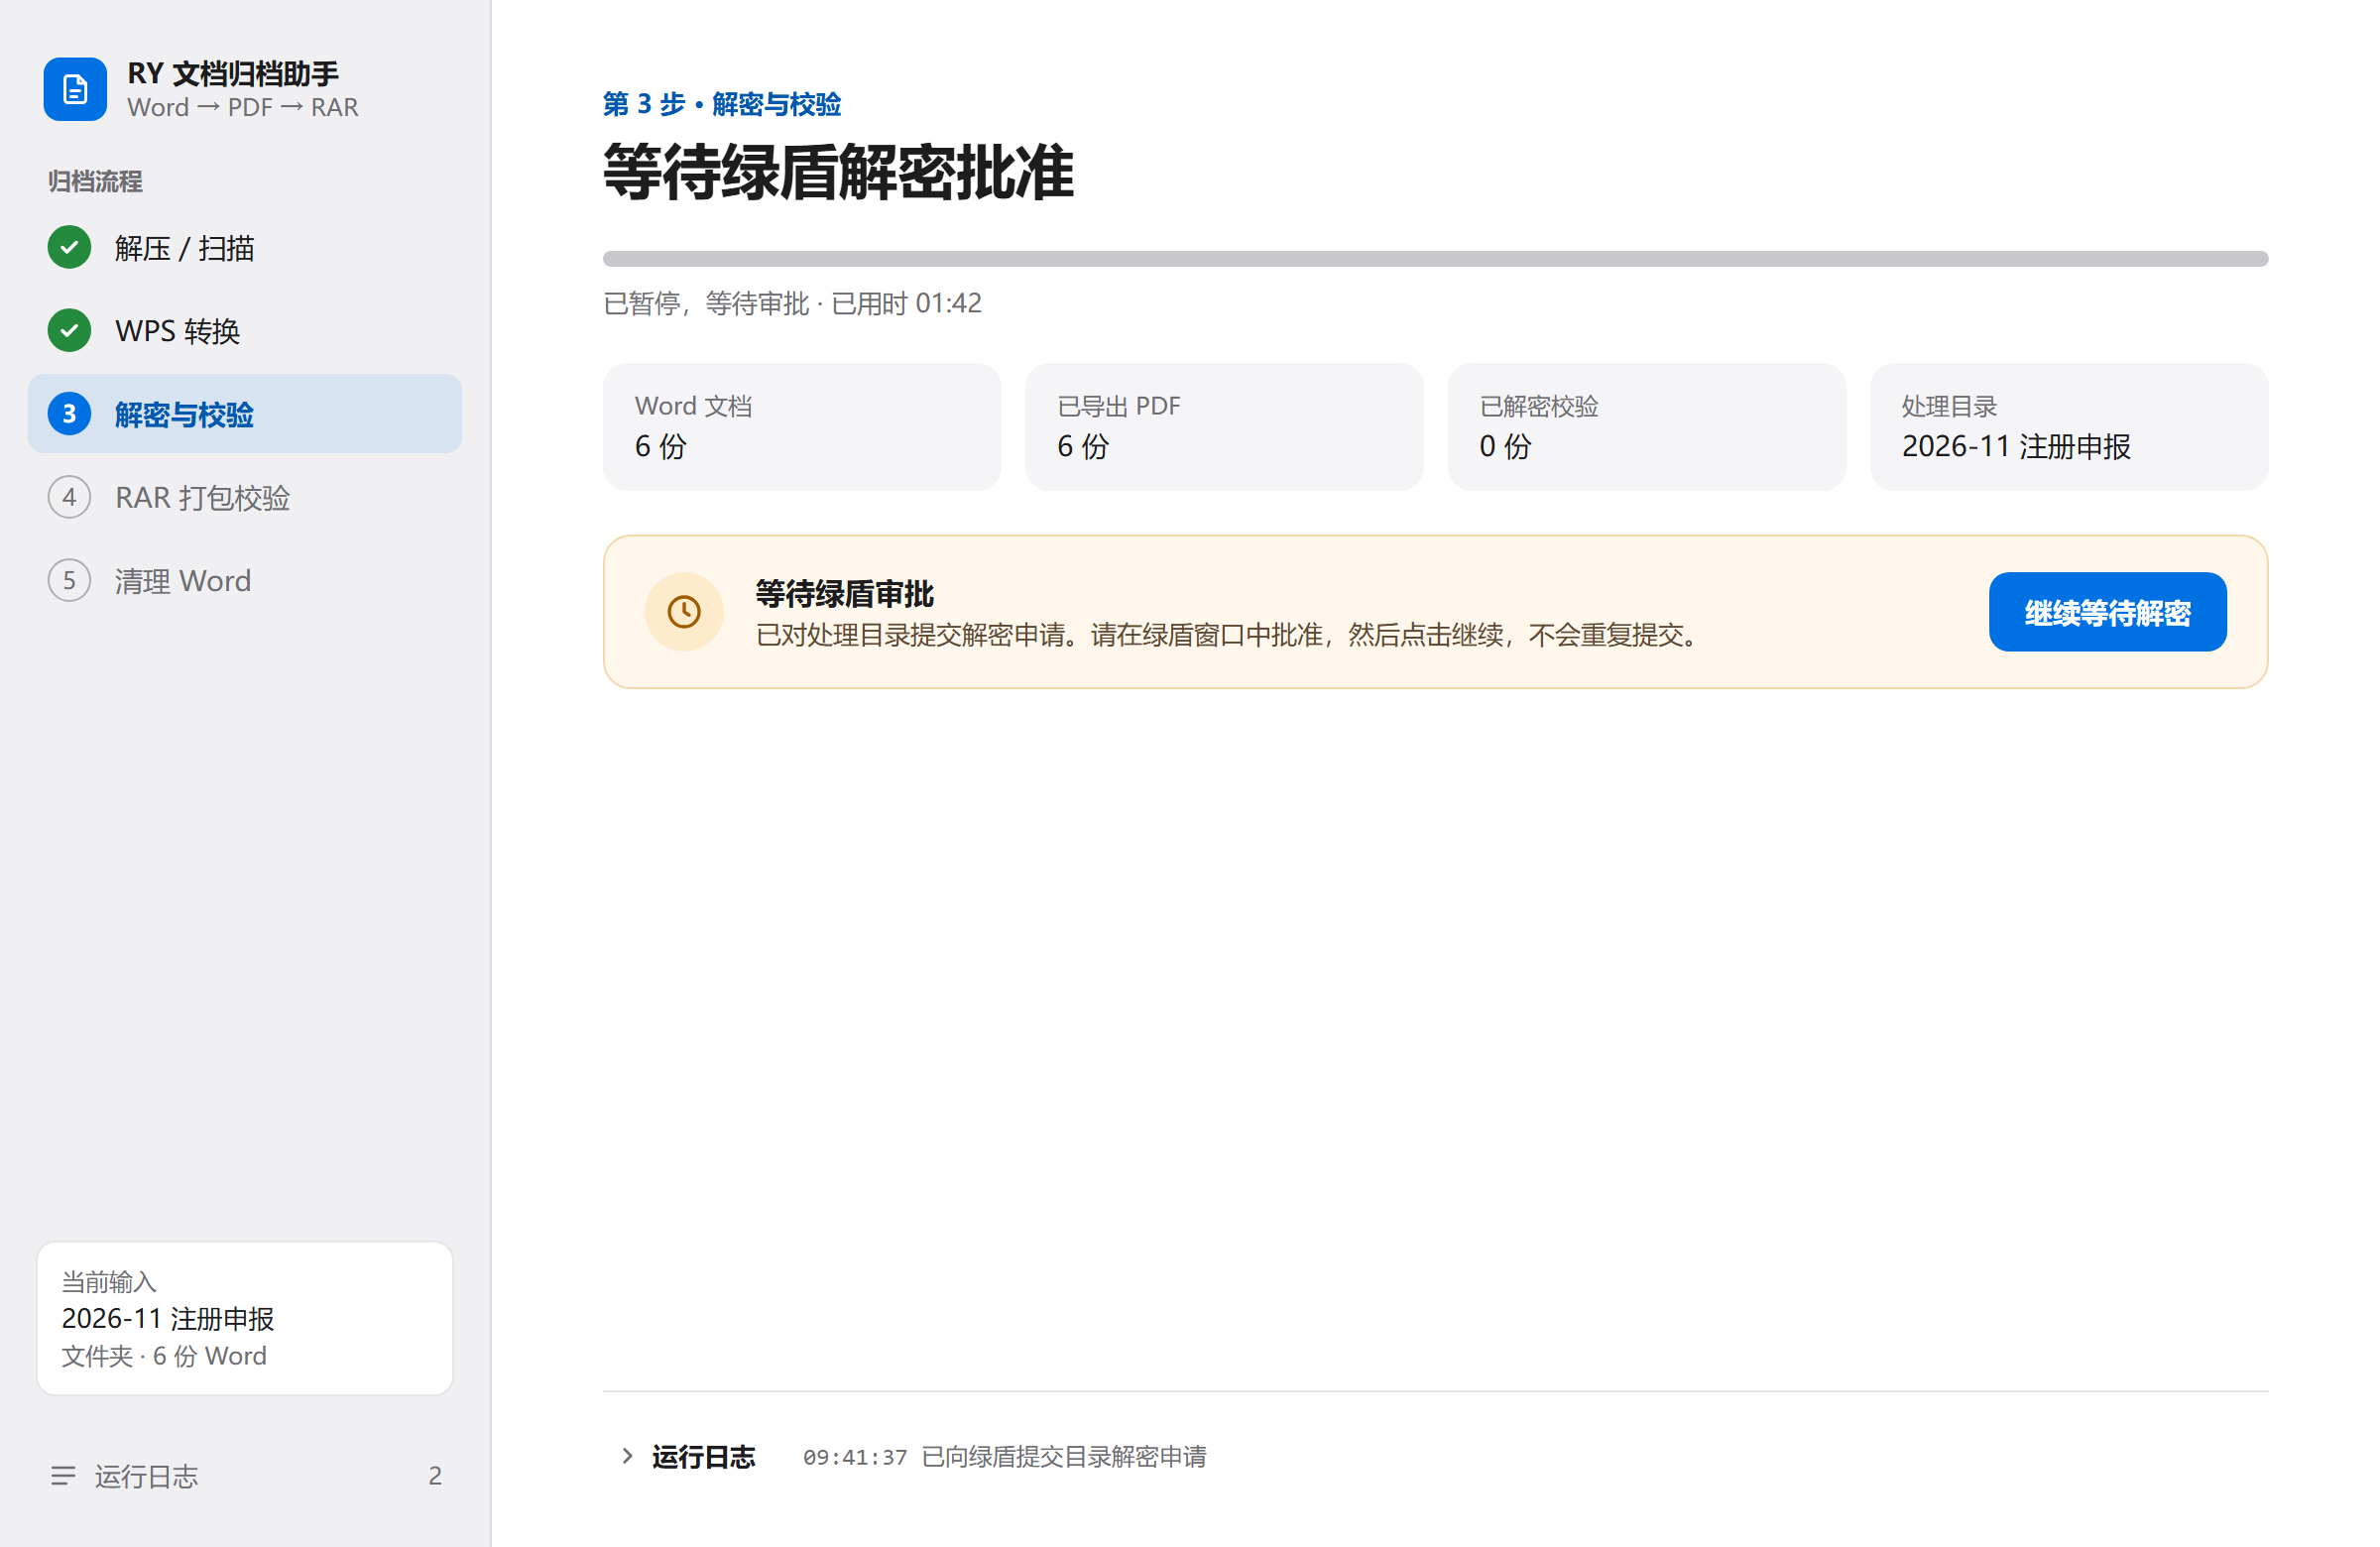 RY 文档归档助手
Word → PDF → RAR
归档流程
解压 / 扫描
WPS 转换
3 解密与校验
4 RAR 打包校验
5 清理 Word
当前输入
2026-11 注册申报
文件夹 · 6 份 Word
运行日志 2
第 3 步 • 解密与校验
等待绿盾解密批准
已暂停，等待审批 · 已用时 01:42
Word 文档
6 份
已导出 PDF
6 份
已解密校验
0 份
处理目录
2026-11 注册申报
等待绿盾审批
已对处理目录提交解密申请。请在绿盾窗口中批准，然后点击继续，不会重复提交。
继续等待解密
运行日志 09:41:37 已向绿盾提交目录解密申请